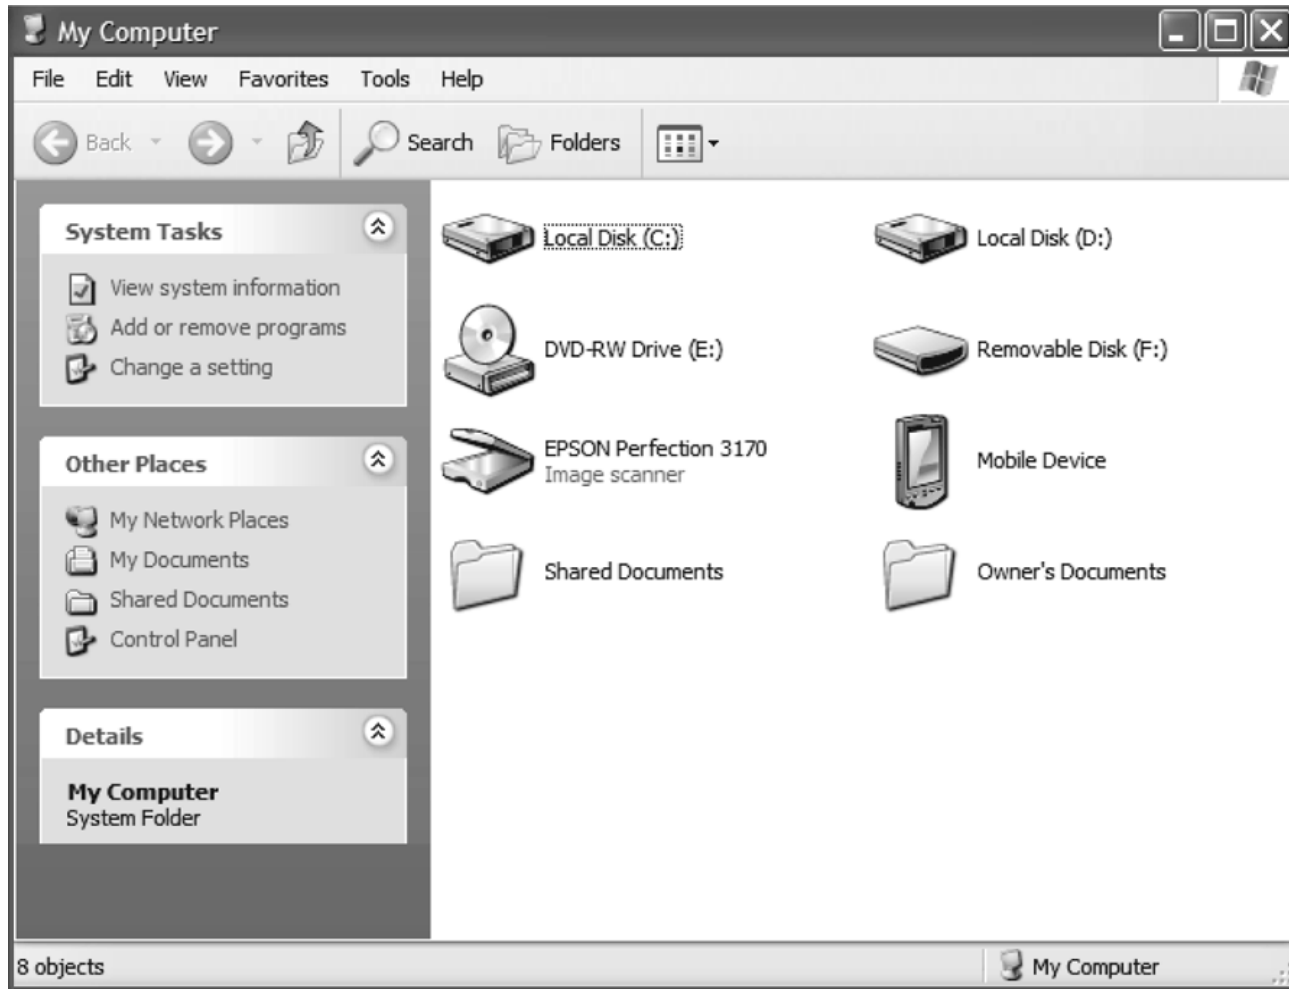 My Computer
File Edit View Favorites Tools Help
Back Search Folders
System Tasks
View system information
Add or remove programs
Change a setting
Other Places
My Network Places
My Documents
Shared Documents
Control Panel
Details
My Computer
System Folder
Local Disk (C:) Local Disk (D:)
DVD-RW Drive (E:) Removable Disk (F:)
EPSON Perfection 3170
Image scanner
Mobile Device
Shared Documents Owner's Documents
8 objects My Computer